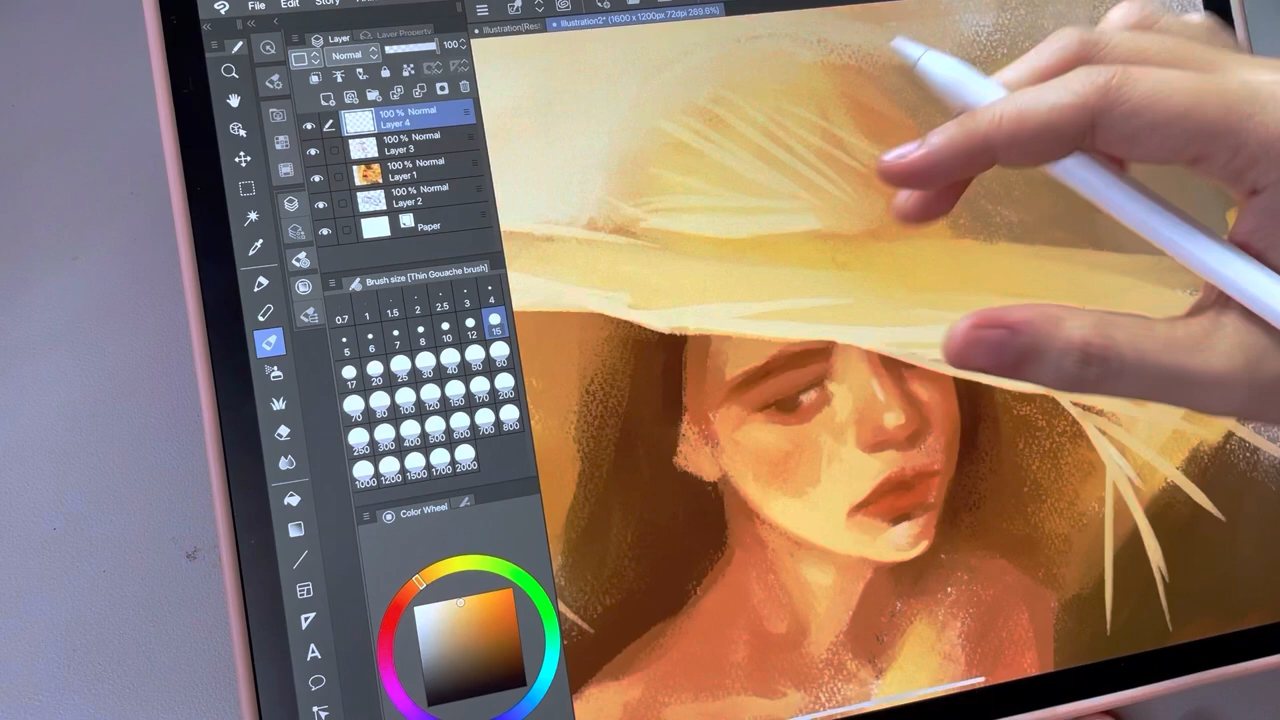 File Edit Story
Illustration[Res
Illustration2* (1600 x 1200px 72dpi 269.6%)
Layer Layer Property
Normal 100
100 % Normal
Layer 4
100 % Normal
Layer 3
100 % Normal
Layer 1
100 % Normal
Layer 2
Paper
Brush size [Thin Gouache brush]
0.7 1 1.5 2 2.5 3 4
5 6 7 8 10 12 15
17 20 25 30 40 50 60
70 80 100 120 150 170 200
250 300 400 500 600 700 800
1000 1200 1500 1700 2000
Color Wheel
A